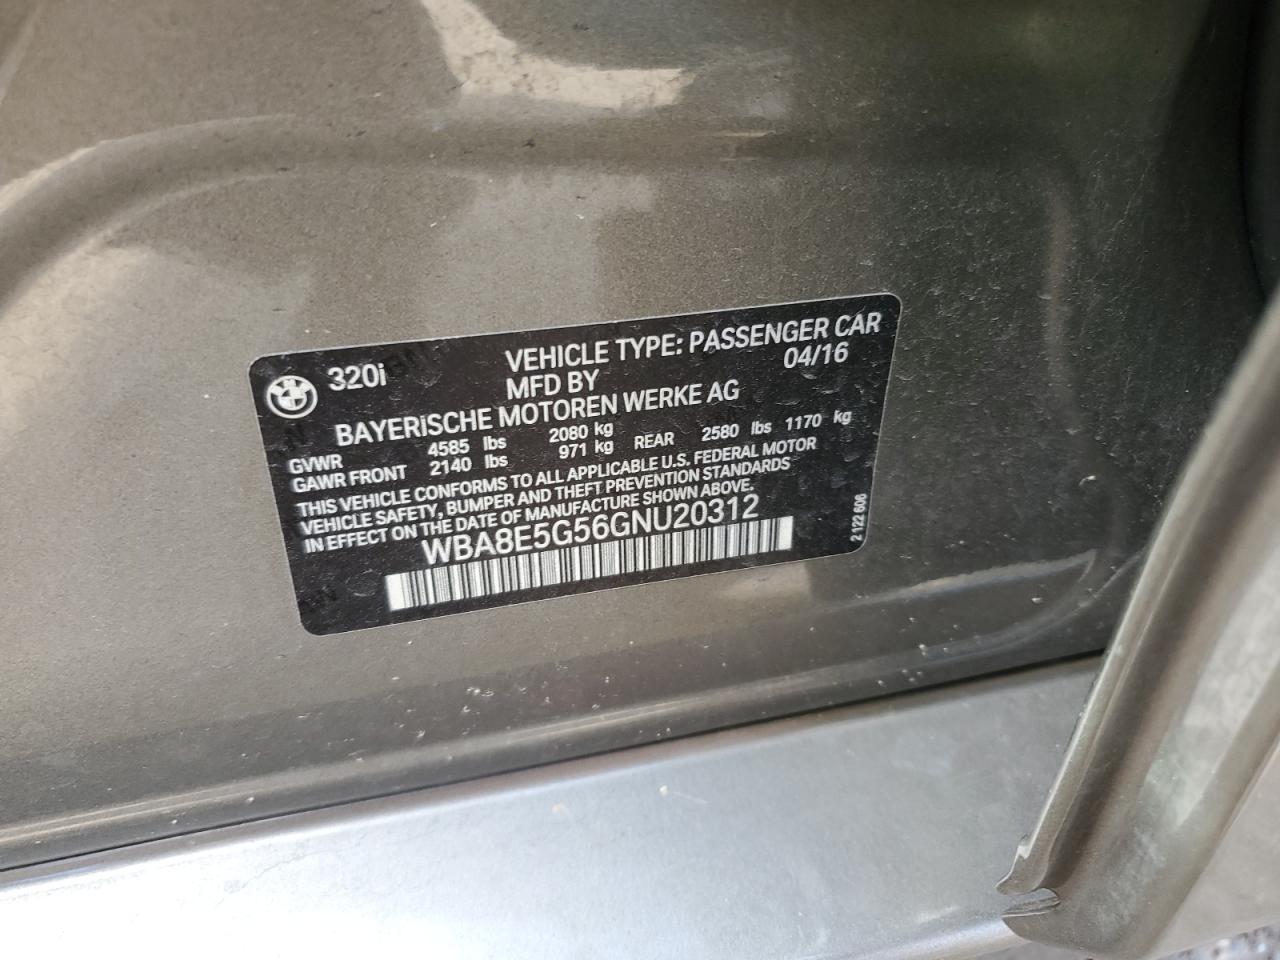 320i
VEHICLE TYPE: PASSENGER CAR
MFD BY 04/16
BAYERISCHE MOTOREN WERKE AG
GVWR 4585 lbs 2080 kg
GAWR FRONT 2140 lbs 971 kg REAR 2580 lbs 1170 kg
THIS VEHICLE CONFORMS TO ALL APPLICABLE U.S. FEDERAL MOTOR
VEHICLE SAFETY, BUMPER AND THEFT PREVENTION STANDARDS
IN EFFECT ON THE DATE OF MANUFACTURE SHOWN ABOVE.
WBA8E5G56GNU20312
2 122 606